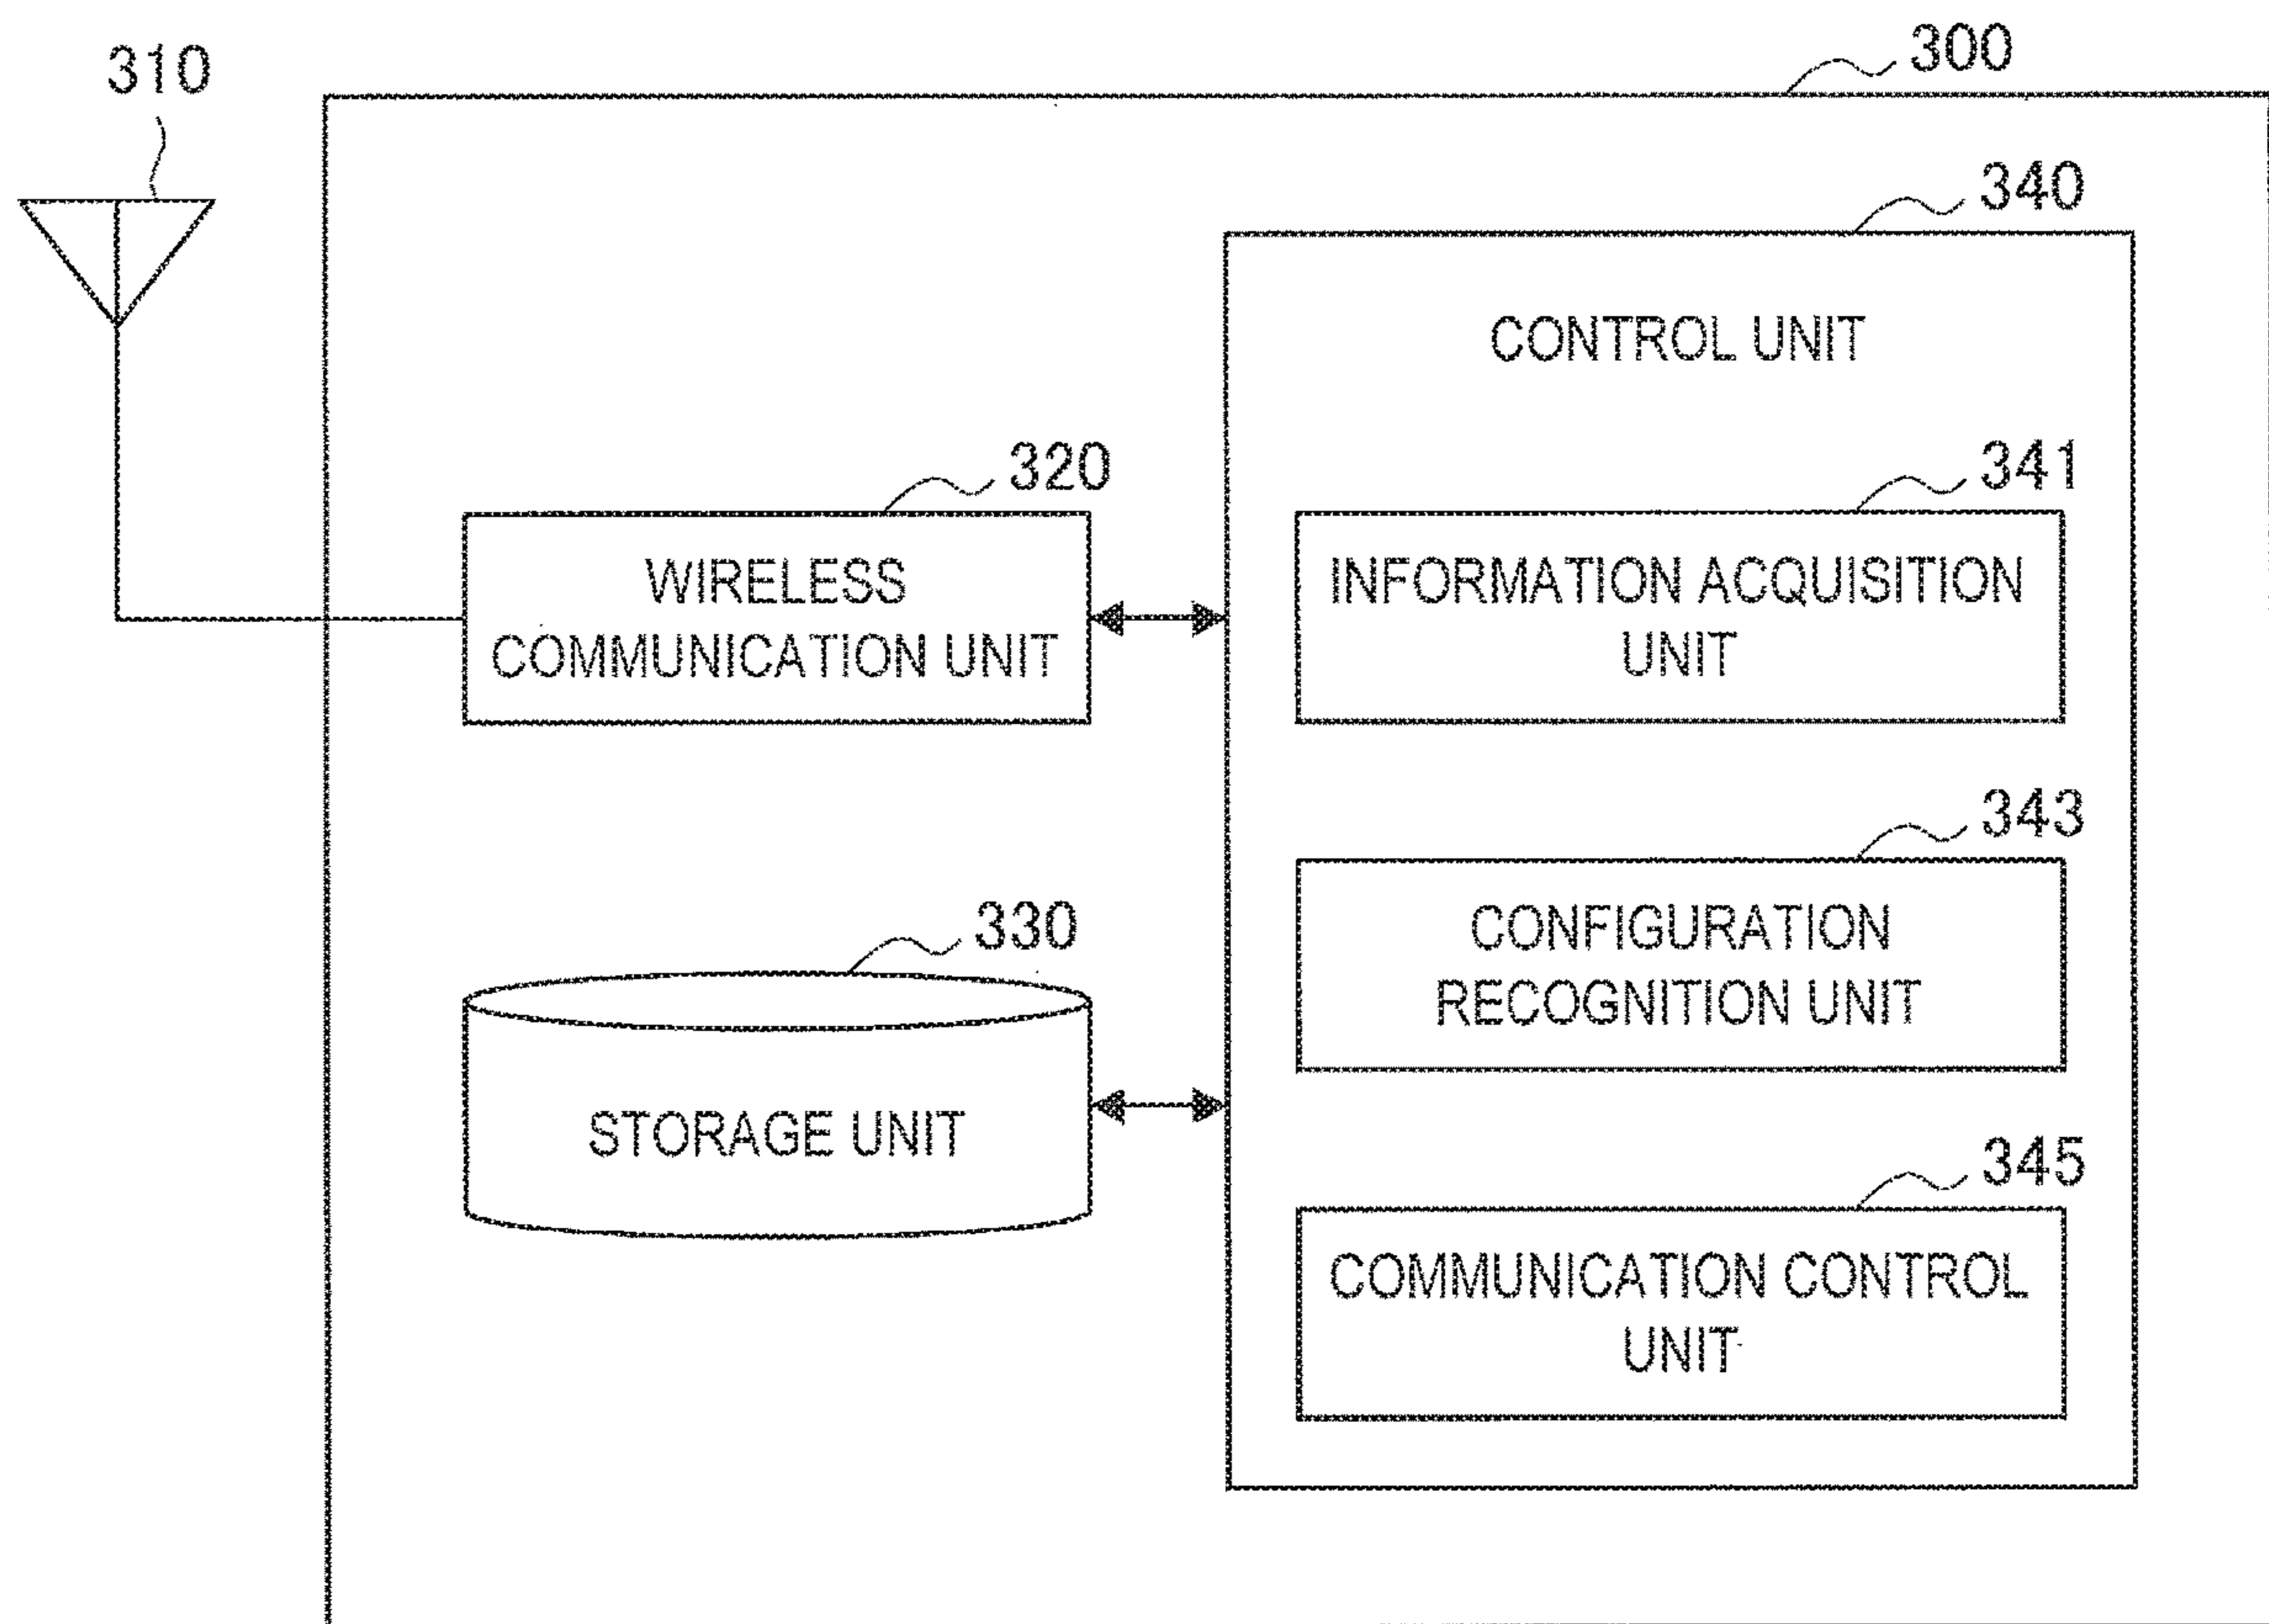 300
310
340
CONTROL UNIT
320
WIRELESS
COMMUNICATION UNIT
341
INFORMATION ACQUISITION
UNIT
343
CONFIGURATION
RECOGNITION UNIT
330
STORAGE UNIT
345
COMMUNICATION CONTROL
UNIT